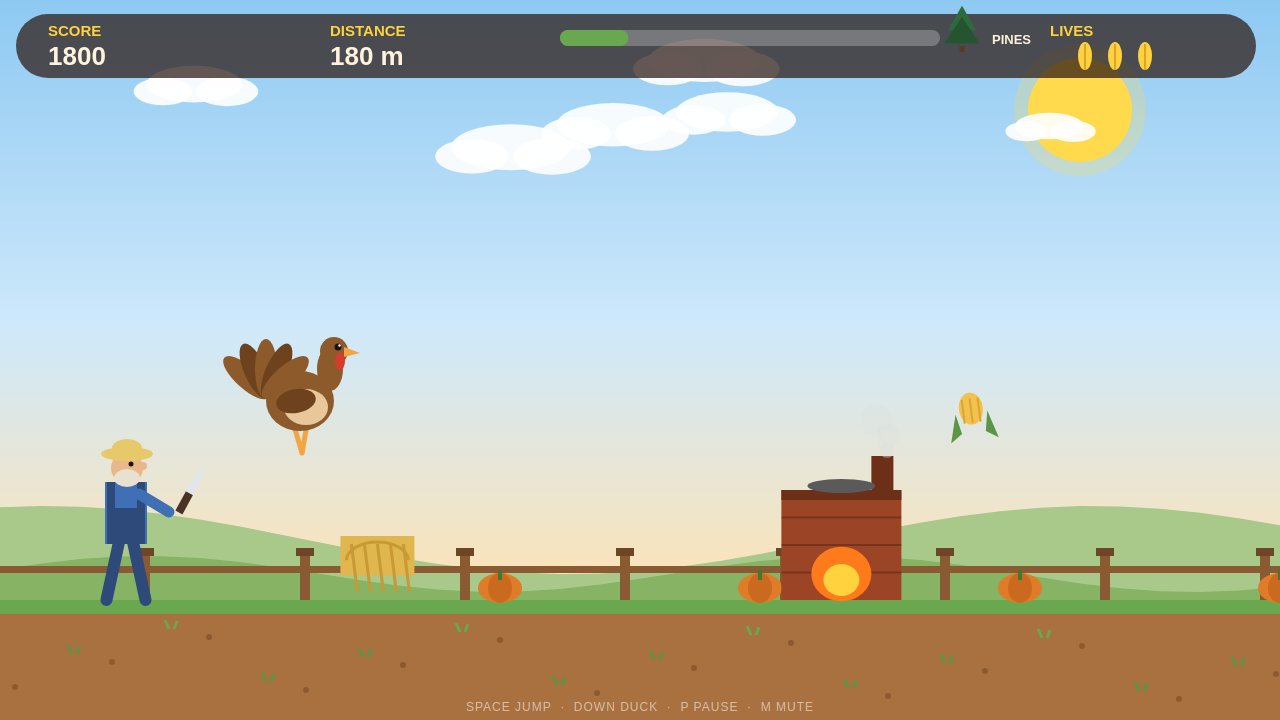 SCORE
1800
DISTANCE
180 m
PINES
LIVES
SPACE JUMP · DOWN DUCK · P PAUSE · M MUTE